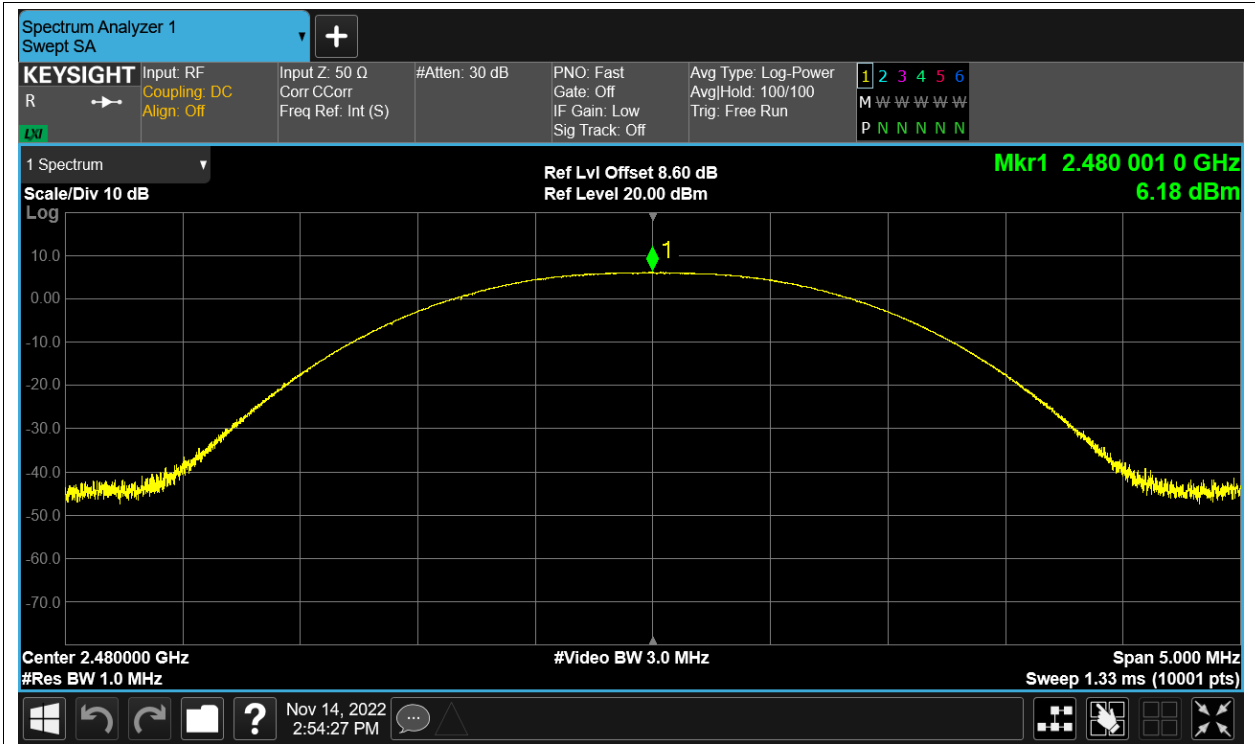 Spectrum Analyzer 1
Swept SA
KEYSIGHT
R
LXI
Input: RF
Coupling: DC
Align: Off
Input Z: 50 Ω
Corr CCorr
Freq Ref: Int (S)
#Atten: 30 dB
PNO: Fast
Gate: Off
IF Gain: Low
Sig Track: Off
Avg Type: Log-Power
Avg|Hold: 100/100
Trig: Free Run
1 2 3 4 5 6
M W W W W W
P N N N N N
1 Spectrum
Scale/Div 10 dB
Log
Ref Lvl Offset 8.60 dB
Ref Level 20.00 dBm
Mkr1 2.480 001 0 GHz
6.18 dBm
1
10.0
0.00
-10.0
-20.0
-30.0
-40.0
-50.0
-60.0
-70.0
Center 2.480000 GHz
#Res BW 1.0 MHz
#Video BW 3.0 MHz
Span 5.000 MHz
Sweep 1.33 ms (10001 pts)
?
Nov 14, 2022
2:54:27 PM